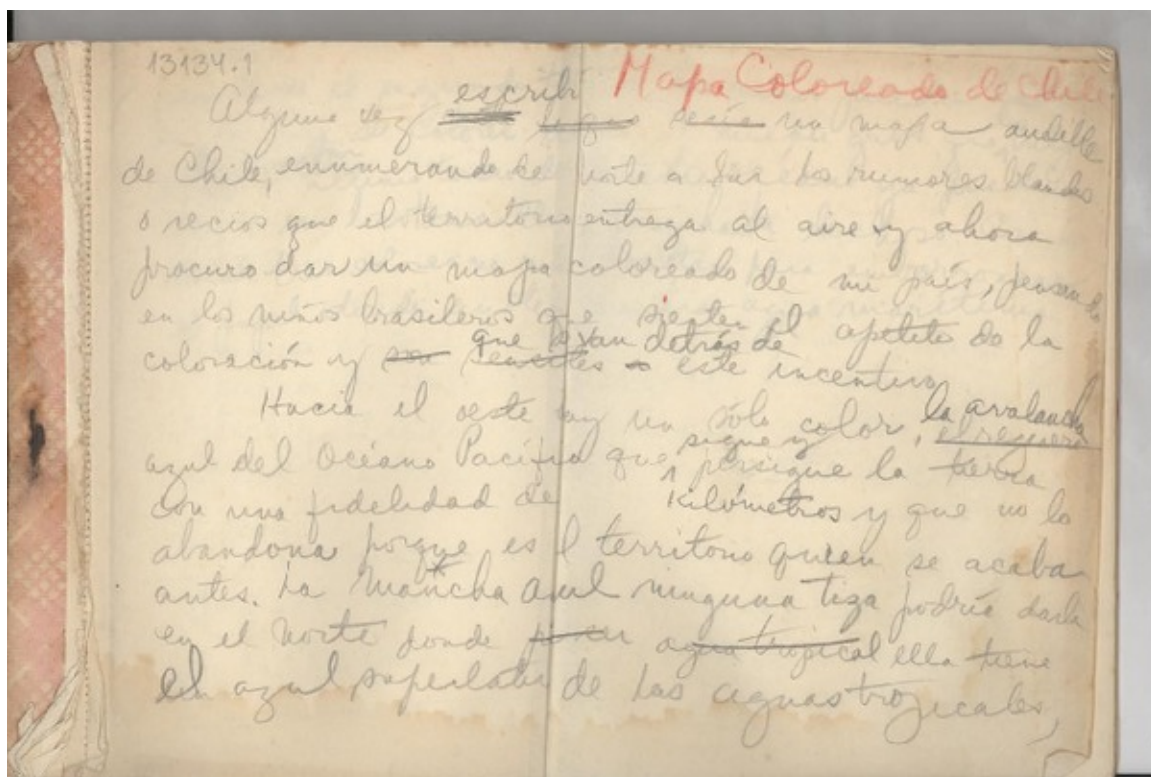 13134.1
Mapa Coloreado de Chile
Alguna vez escribí un mapa audible
de Chile, enumerando de norte a sur los rumores blandos
o recios que el territorio entrega al aire y ahora
procuro dar un mapa coloreado de mi país, pensando
en los niños brasileros que sienten el apetito de la
coloración y que se van detrás de este incentivo
Hacia el oeste hay un sólo color, la avalancha
azul del Océano Pacífico que sigue y persigue la tierra
con una fidelidad de kilómetros y que no lo
abandona porque es el territorio quien se acaba
antes. La mancha azul ninguna tiza podría darla
en el norte donde ella tiene
el azul superlativo de las aguas tropicales,